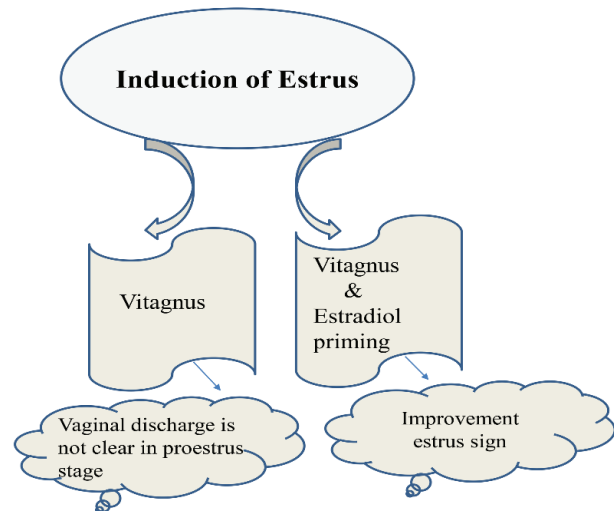 Induction of Estrus
Vitagnus
Vitagnus
&
Estradiol
priming
Vaginal discharge is
not clear in proestrus
stage
Improvement
estrus sign